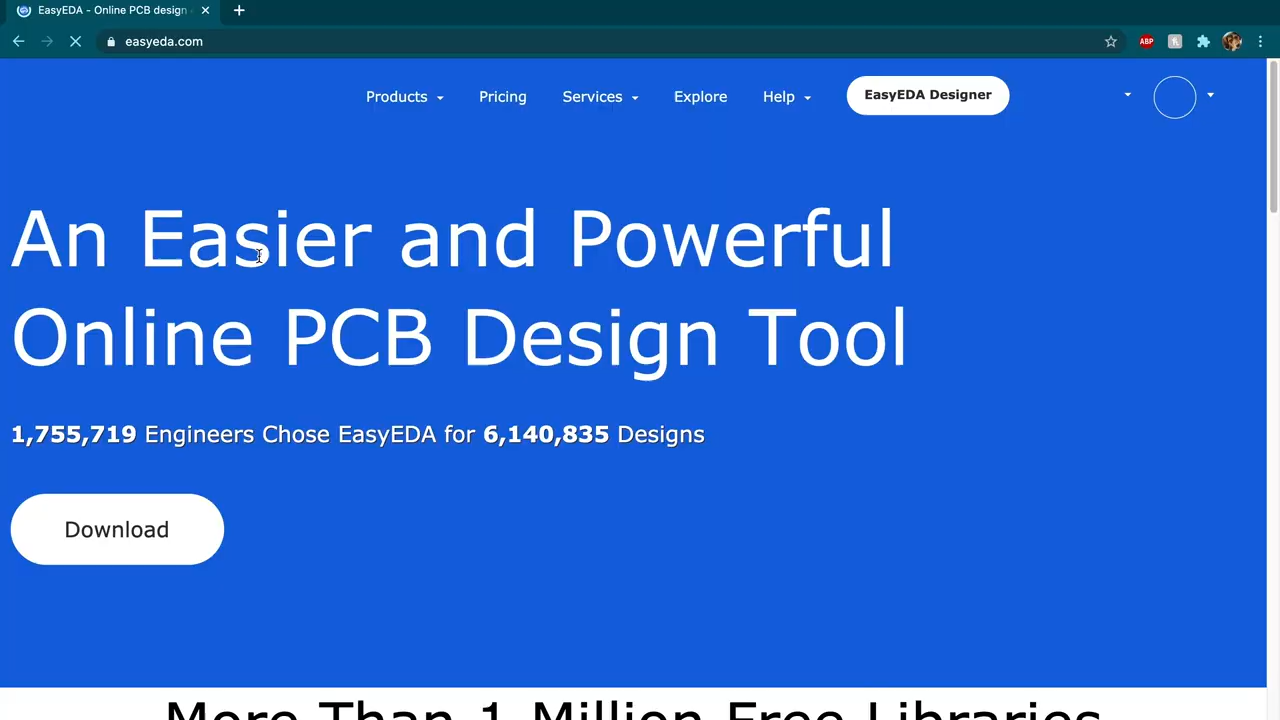 EasyEDA - Online PCB design
easyeda.com
ABP
Products
Pricing
Services
Explore
Help
EasyEDA Designer
An Easier and Powerful
Online PCB Design Tool
1,755,719 Engineers Chose EasyEDA for 6,140,835 Designs
Download
More Than 1 Million Free Libraries